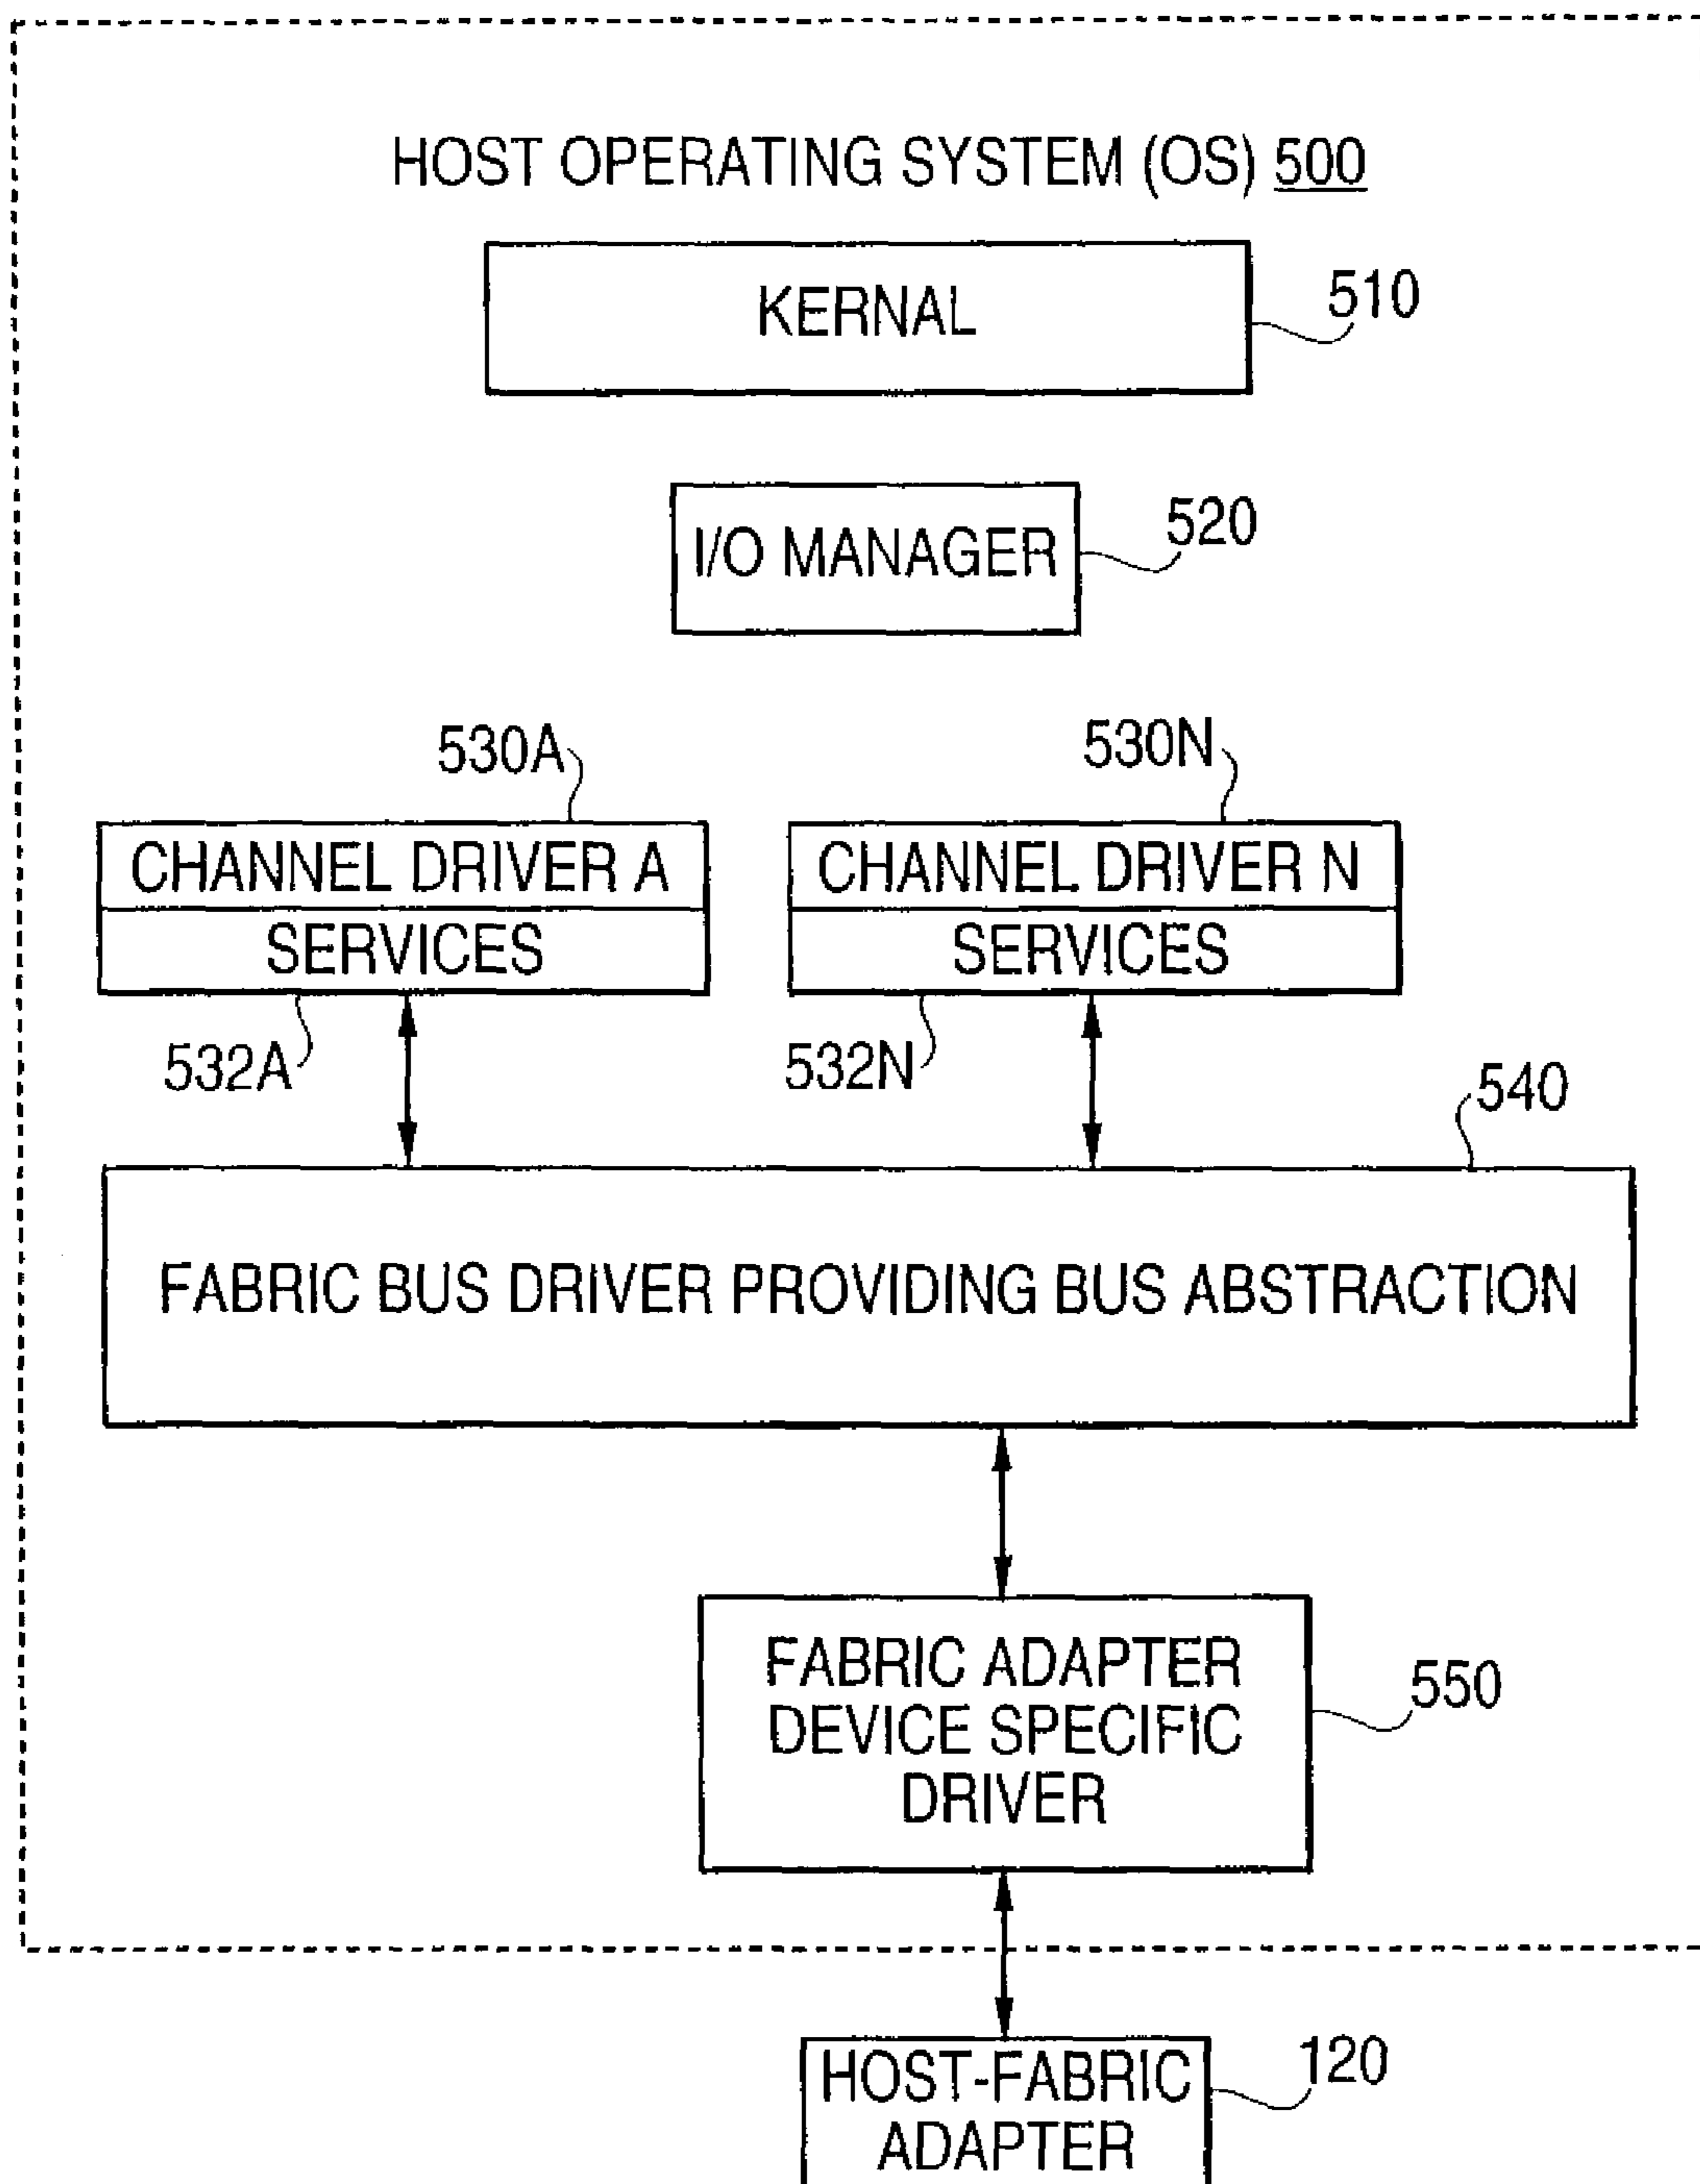 HOST OPERATING SYSTEM (OS) 500
KERNAL
510
I/O MANAGER
520
530A
530N
CHANNEL DRIVER A
SERVICES
CHANNEL DRIVER N
SERVICES
532A
532N
540
FABRIC BUS DRIVER PROVIDING BUS ABSTRACTION
FABRIC ADAPTER
DEVICE SPECIFIC
DRIVER
550
HOST-FABRIC
ADAPTER
120